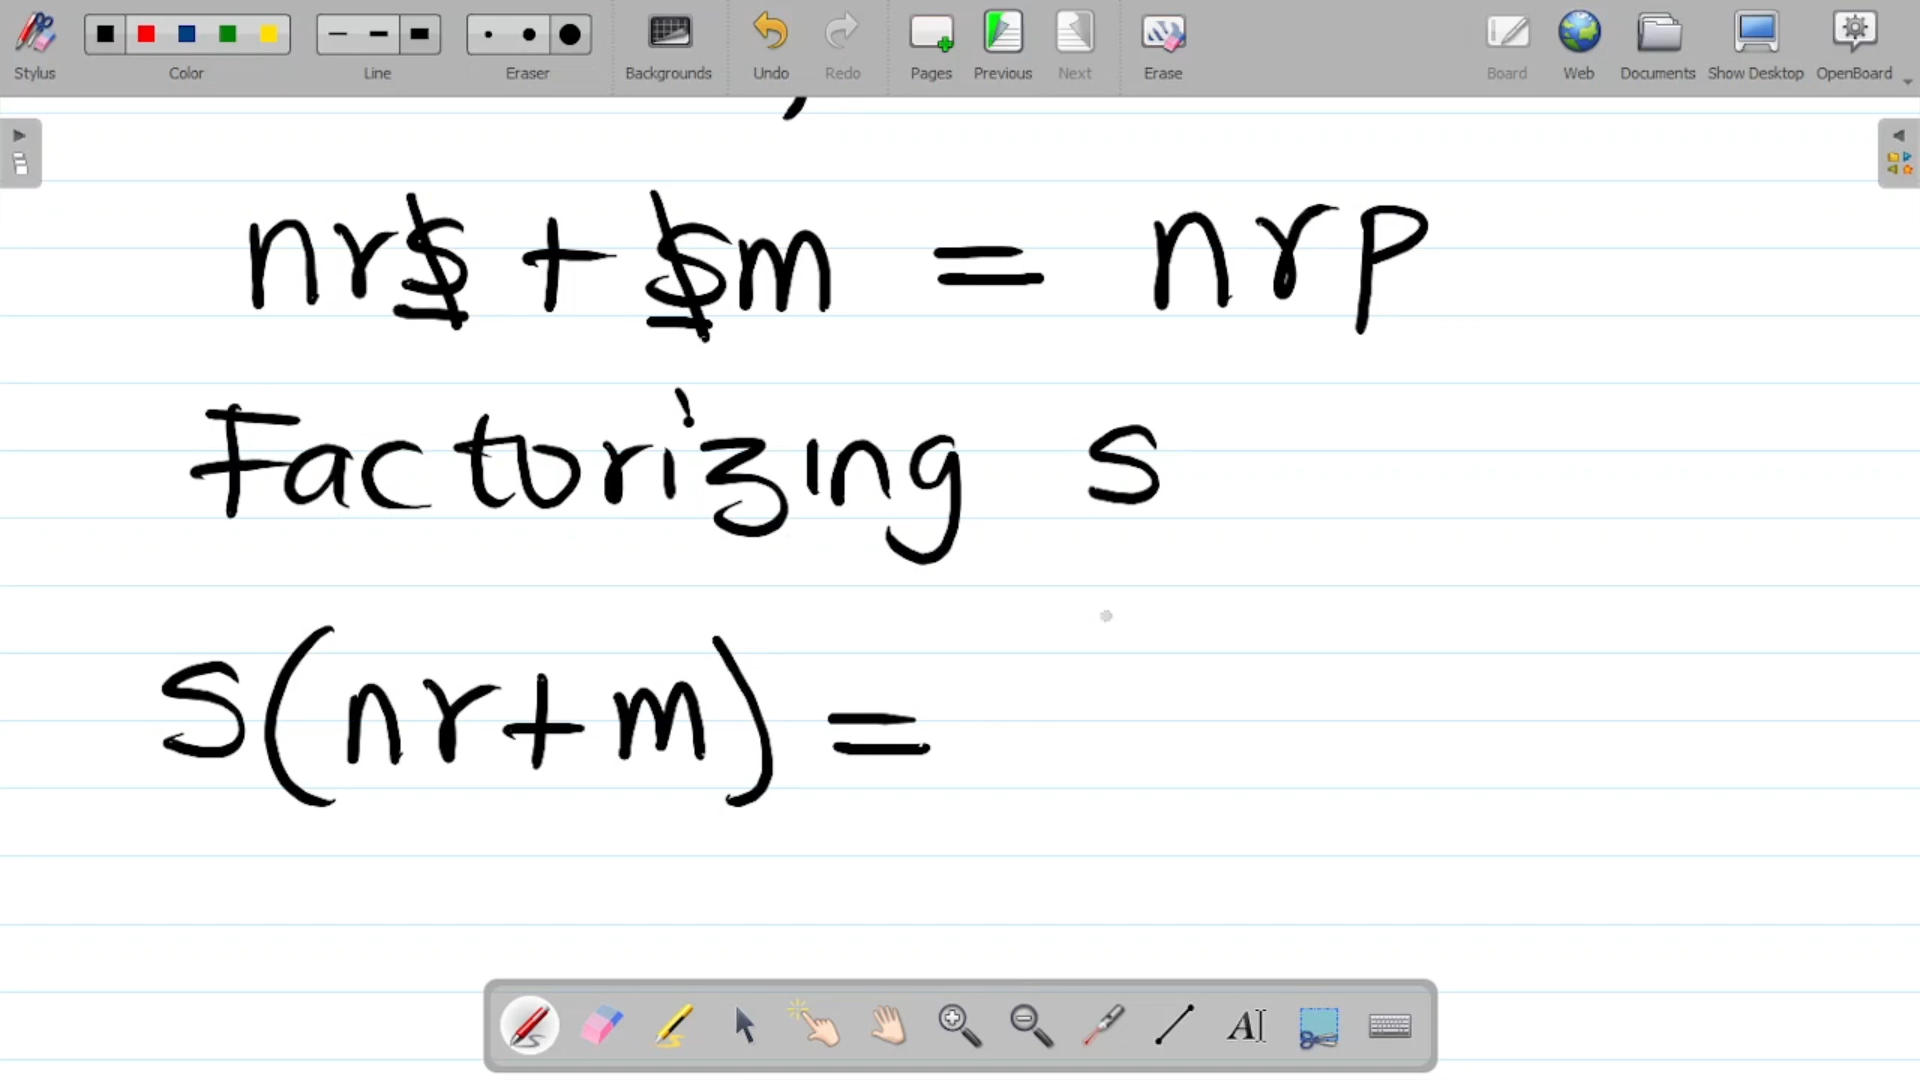 Stylus Color Line Eraser Backgrounds Undo Redo Pages Previous Next Erase Board Web Documents Show Desktop OpenBoard
nrs + sm = nrp
Factorizing s
S(nr+m) =